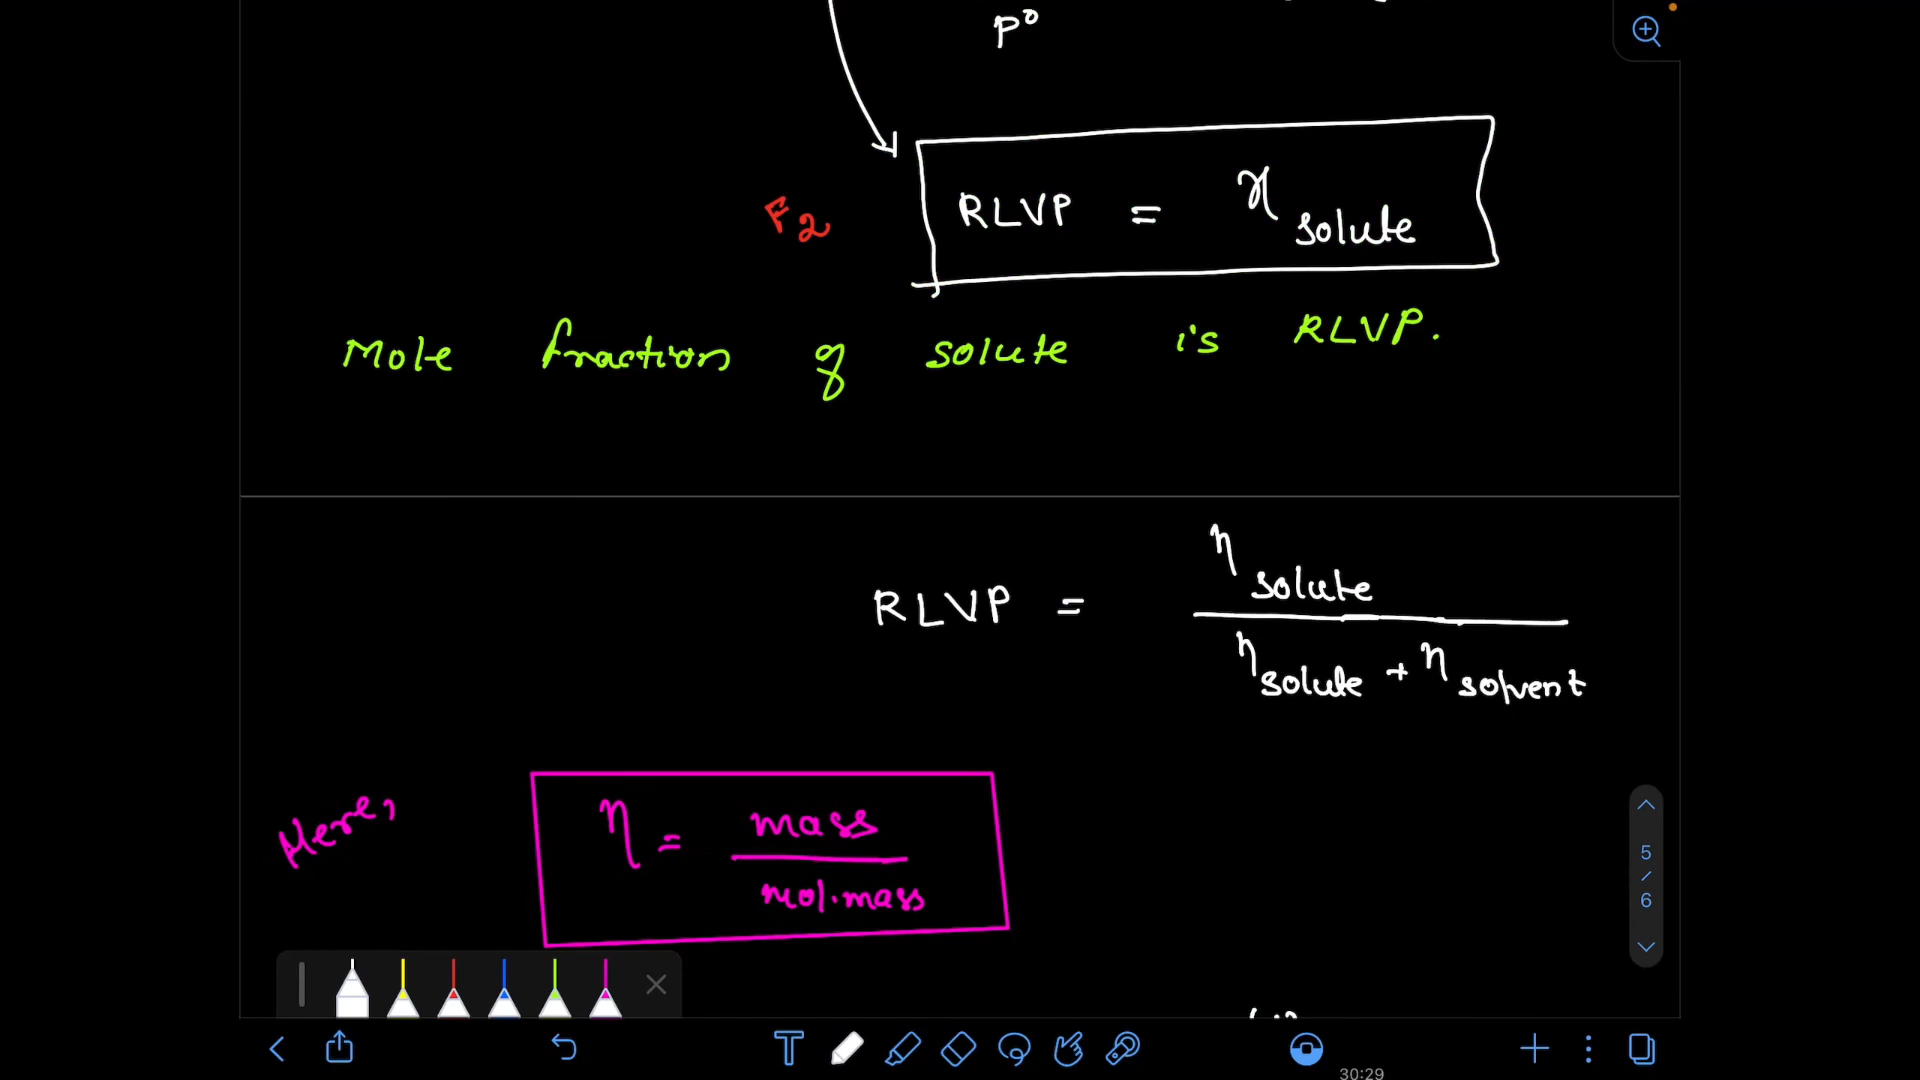 p°
F2
RLVP = x solute
Mole fraction of solute is RLVP.
RLVP = n solute / n solute + n solvent
Here,
n = mass / mol. mass
5
/
6
T
30:29